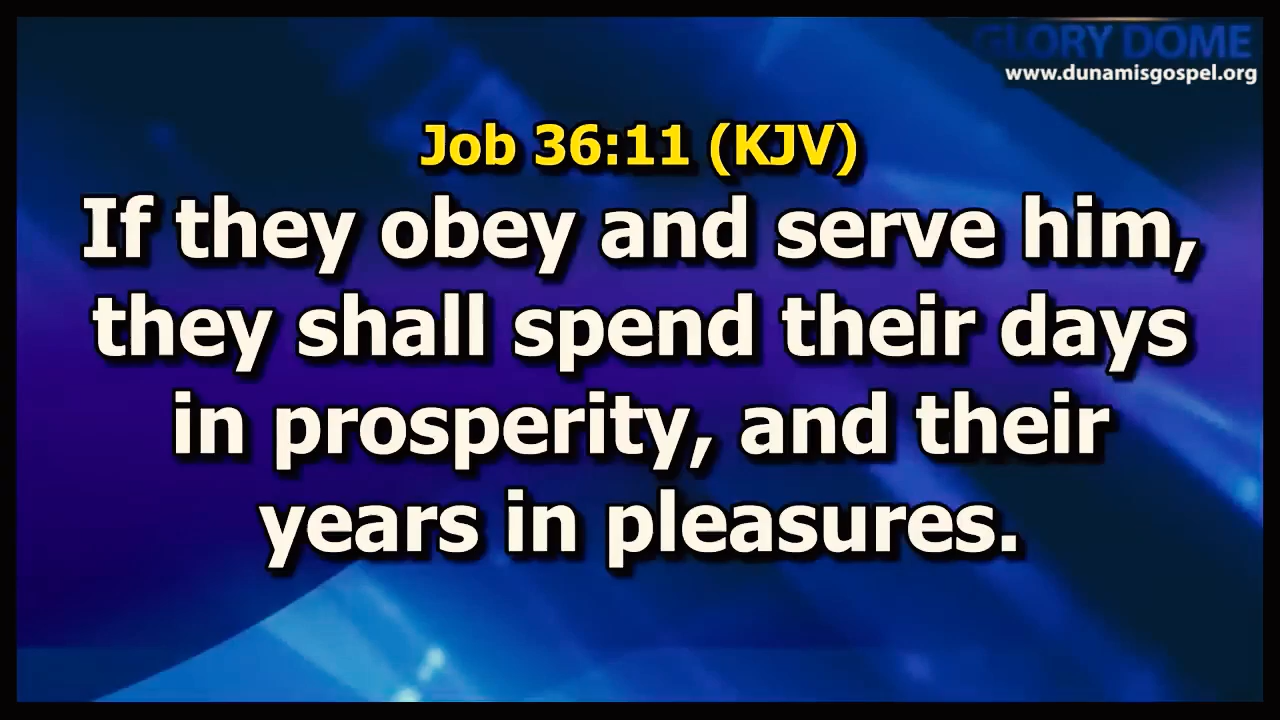 GLORY DOME
www.dunamisgospel.org
Job 36:11 (KJV)
If they obey and serve him,
they shall spend their days
in prosperity, and their
years in pleasures.